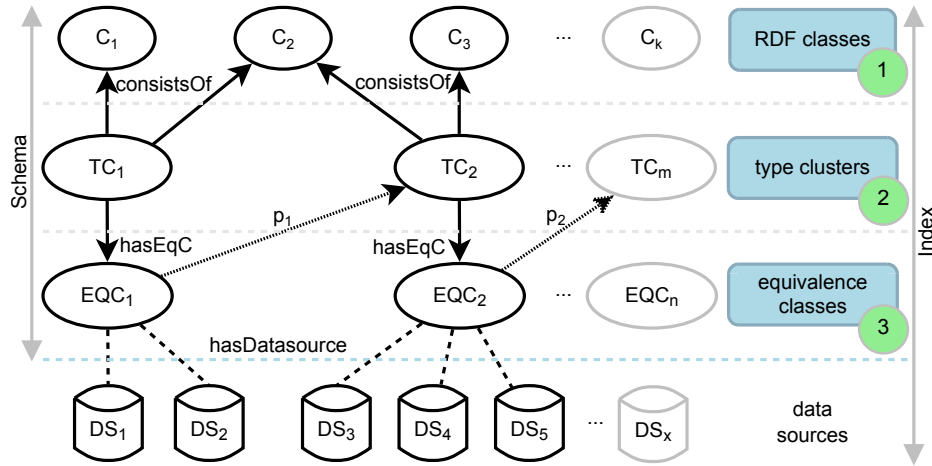 C1 C2 C3 ... Ck RDF classes
1
consistsOf consistsOf
Schema
TC1 TC2 ... TCm type clusters
2
p1 p2
Index
hasEqC hasEqC
EQC1 EQC2 ... EQCn equivalence
classes
3
hasDatasource
DS1 DS2 DS3 DS4 DS5 ... DSx data
sources